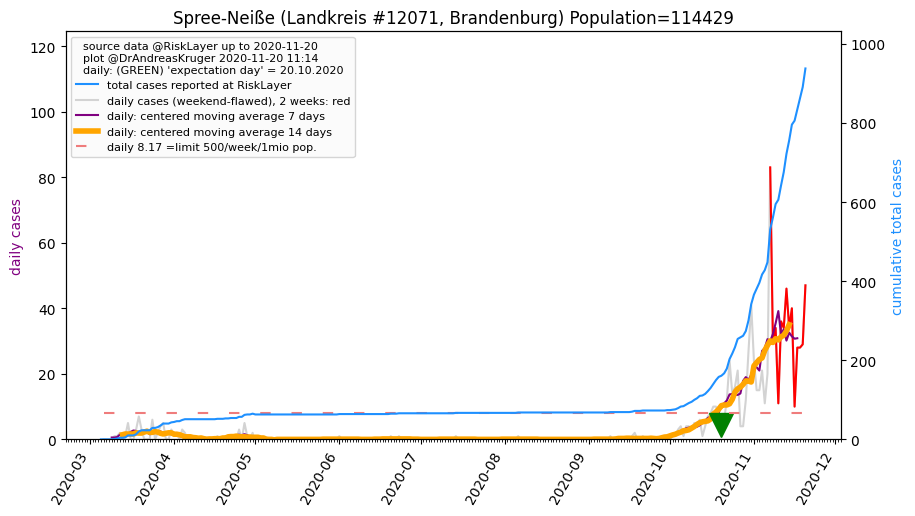 Spree-Neiße (Landkreis #12071, Brandenburg) Population=114429
source data @RiskLayer up to 2020-11-20
plot @DrAndreasKruger 2020-11-20 11:14
daily: (GREEN) 'expectation day' = 20.10.2020
total cases reported at RiskLayer
daily cases (weekend-flawed), 2 weeks: red
daily: centered moving average 7 days
daily: centered moving average 14 days
daily 8.17 =limit 500/week/1mio pop.
daily cases
120
100
80
60
40
20
0
cumulative total cases
1000
800
600
400
200
0
2020-03
2020-04
2020-05
2020-06
2020-07
2020-08
2020-09
2020-10
2020-11
2020-12